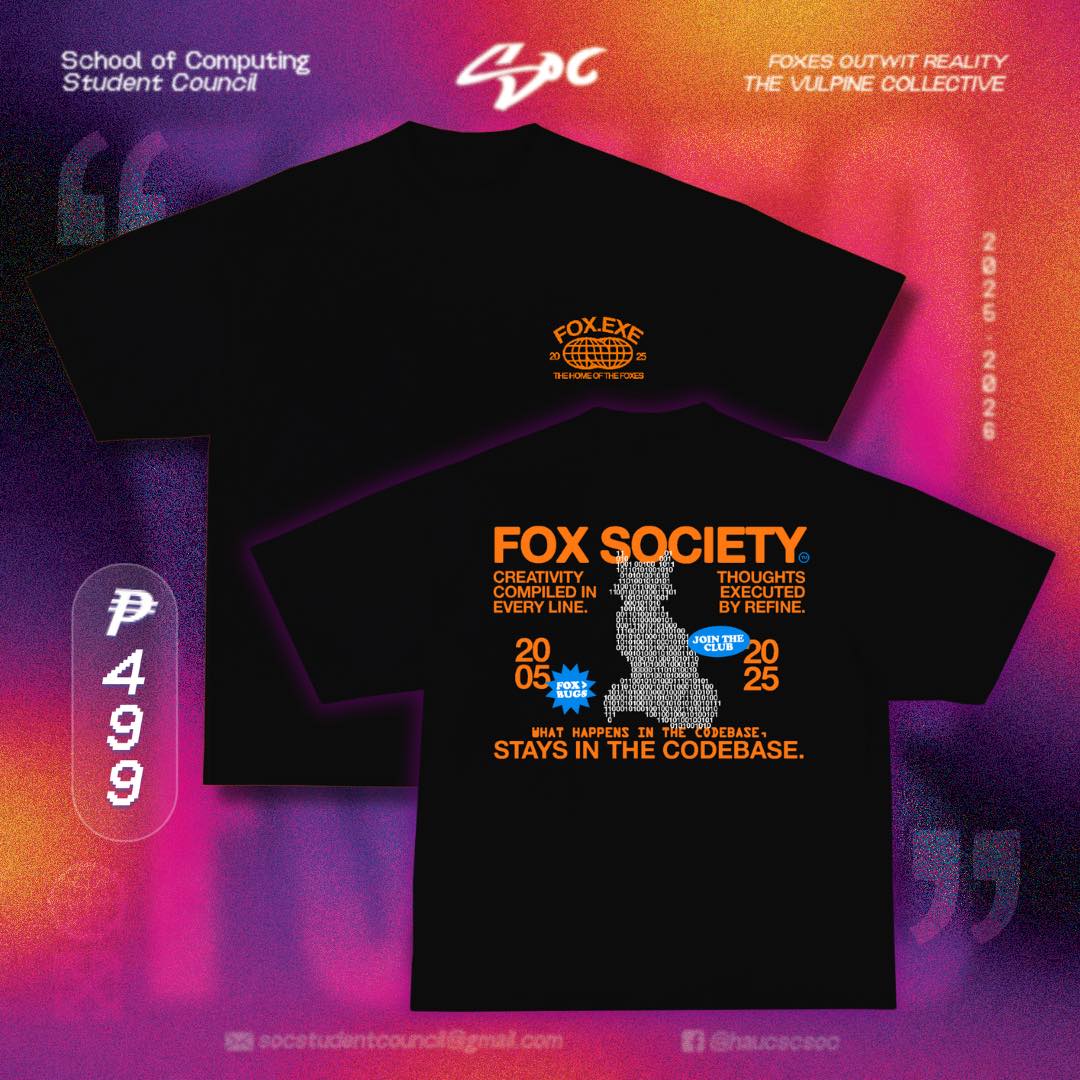 School of Computing
Student Council
SOC
FOXES OUTWIT REALITY
THE VULPINE COLLECTIVE
2025 - 2026
FOX.EXE
20 25
THE HOME OF THE FOXES
₱499
FOX SOCIETY
CREATIVITY
COMPILED IN
EVERY LINE.
THOUGHTS
EXECUTED
BY REFINE.
JOIN THE
CLUB
20
05
20
25
FOX >
BUGS
WHAT HAPPENS IN THE CODEBASE,
STAYS IN THE CODEBASE.
socstudentcouncil@gmail.com
@haucscsoc